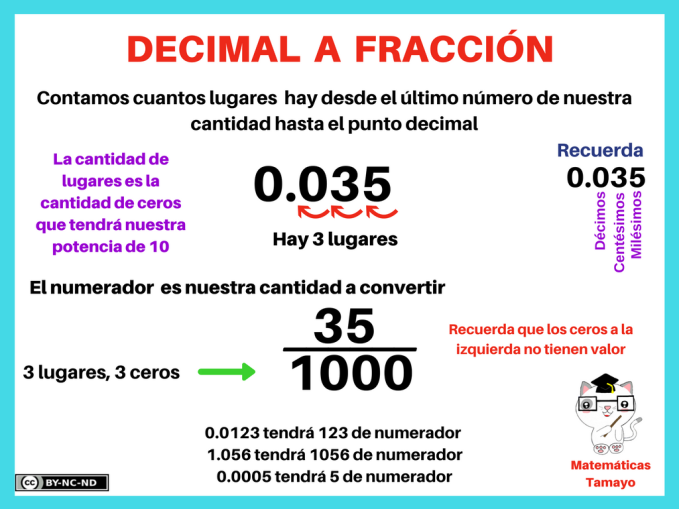 DECIMAL A FRACCIÓN
Contamos cuantos lugares hay desde el último número de nuestra
cantidad hasta el punto decimal
La cantidad de
lugares es la
cantidad de ceros
que tendrá nuestra
potencia de 10
0.035
Hay 3 lugares
Recuerda
0.035
Décimos
Centésimos
Milésimos
El numerador es nuestra cantidad a convertir
3 lugares, 3 ceros
35
1000
Recuerda que los ceros a la
izquierda no tienen valor
0.0123 tendrá 123 de numerador
1.056 tendrá 1056 de numerador
0.0005 tendrá 5 de numerador
Matemáticas
Tamayo
cc BY-NC-ND